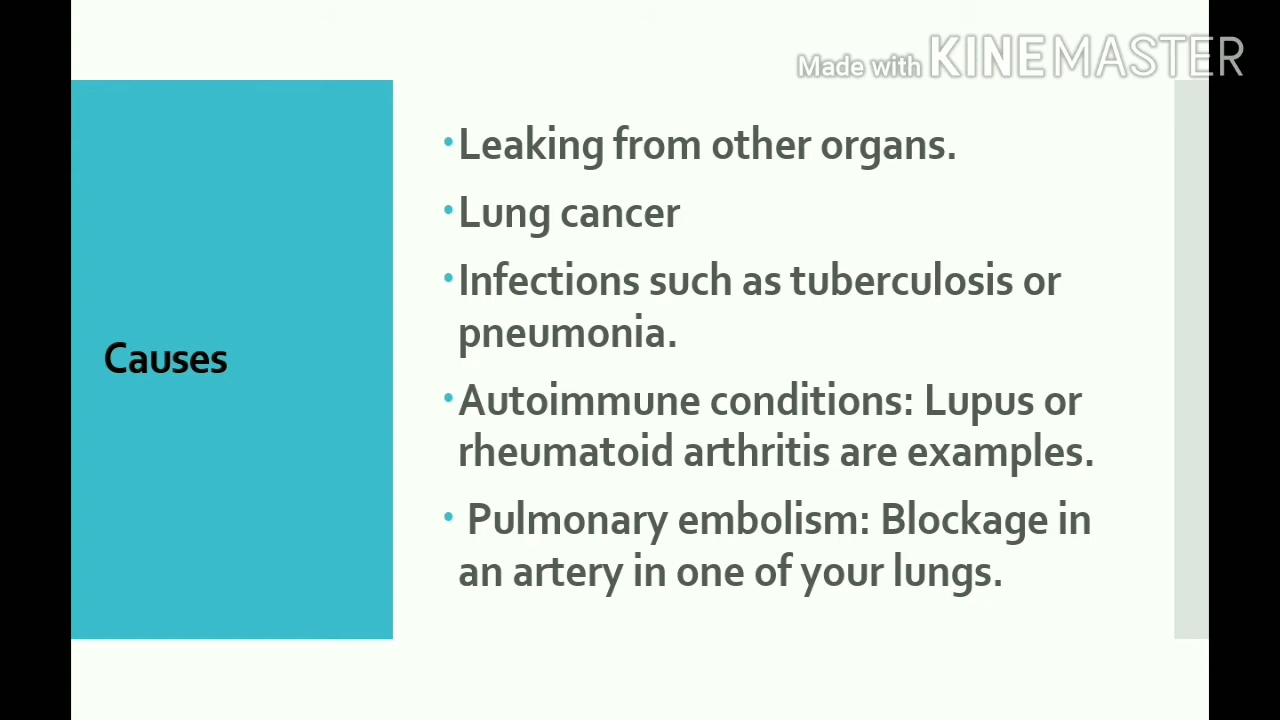 Made with KINEMASTER
•Leaking from other organs.
•Lung cancer
•Infections such as tuberculosis or
pneumonia.
Causes
•Autoimmune conditions: Lupus or
rheumatoid arthritis are examples.
• Pulmonary embolism: Blockage in
an artery in one of your lungs.